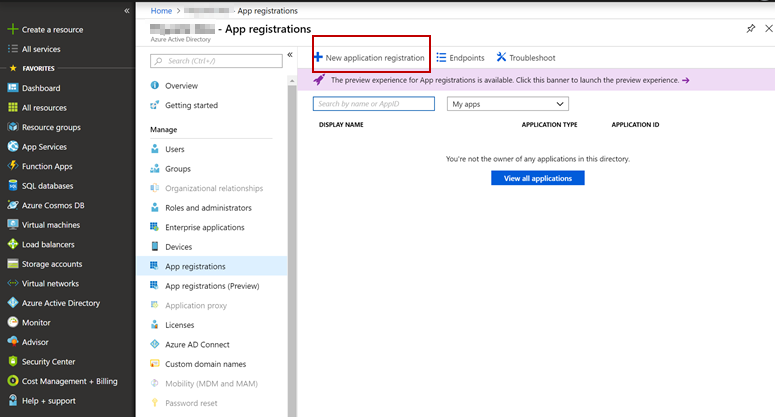 Home > - App registrations
- App registrations
Azure Active Directory
Create a resource
All services
FAVORITES
Dashboard
All resources
Resource groups
App Services
Function Apps
SQL databases
Azure Cosmos DB
Virtual machines
Load balancers
Storage accounts
Virtual networks
Azure Active Directory
Monitor
Advisor
Security Center
Cost Management + Billing
Help + support
Search (Ctrl+/)
Overview
Getting started
Manage
Users
Groups
Organizational relationships
Roles and administrators
Enterprise applications
Devices
App registrations
App registrations (Preview)
Application proxy
Licenses
Azure AD Connect
Custom domain names
Mobility (MDM and MAM)
Password reset
New application registration Endpoints Troubleshoot
The preview experience for App registrations is available. Click this banner to launch the preview experience. →
Search by name or AppID My apps
DISPLAY NAME APPLICATION TYPE APPLICATION ID
You're not the owner of any applications in this directory.
View all applications